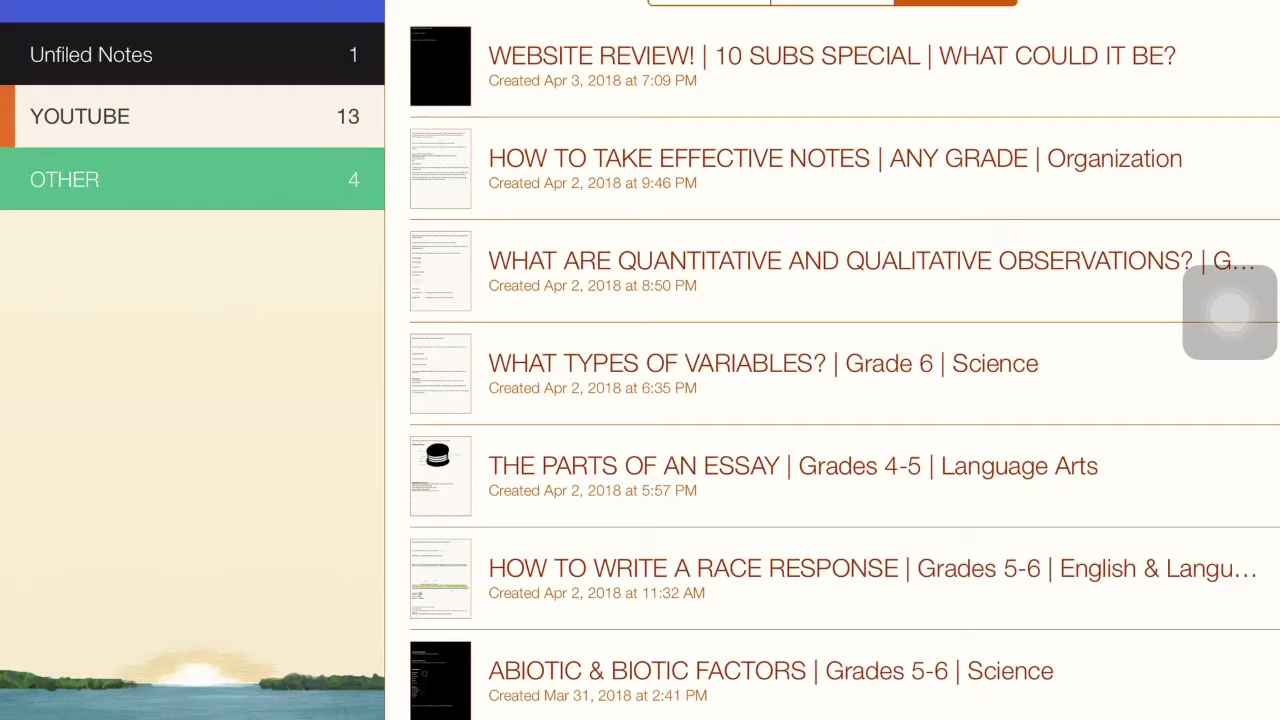 Unfiled Notes 1
YOUTUBE 13
OTHER 4
WEBSITE REVIEW! | 10 SUBS SPECIAL | WHAT COULD IT BE?
Created Apr 3, 2018 at 7:09 PM
HOW TO TAKE EFFECTIVE NOTES | ANY GRADE | Organization
Created Apr 2, 2018 at 9:46 PM
WHAT ARE QUANTITATIVE AND QUALITATIVE OBSERVATIONS? | G...
Created Apr 2, 2018 at 8:50 PM
WHAT TYPES OF VARIABLES? | Grade 6 | Science
Created Apr 2, 2018 at 6:35 PM
THE PARTS OF AN ESSAY | Grades 4-5 | Language Arts
Created Apr 2, 2018 at 5:57 PM
HOW TO WRITE A RACE RESPONSE | Grades 5-6 | English & Langu...
Created Apr 2, 2018 at 11:32 AM
ABIOTIC BIOTIC FACTORS | Grades 5-6 | Science
Created Mar 2018 at 2:41 PM